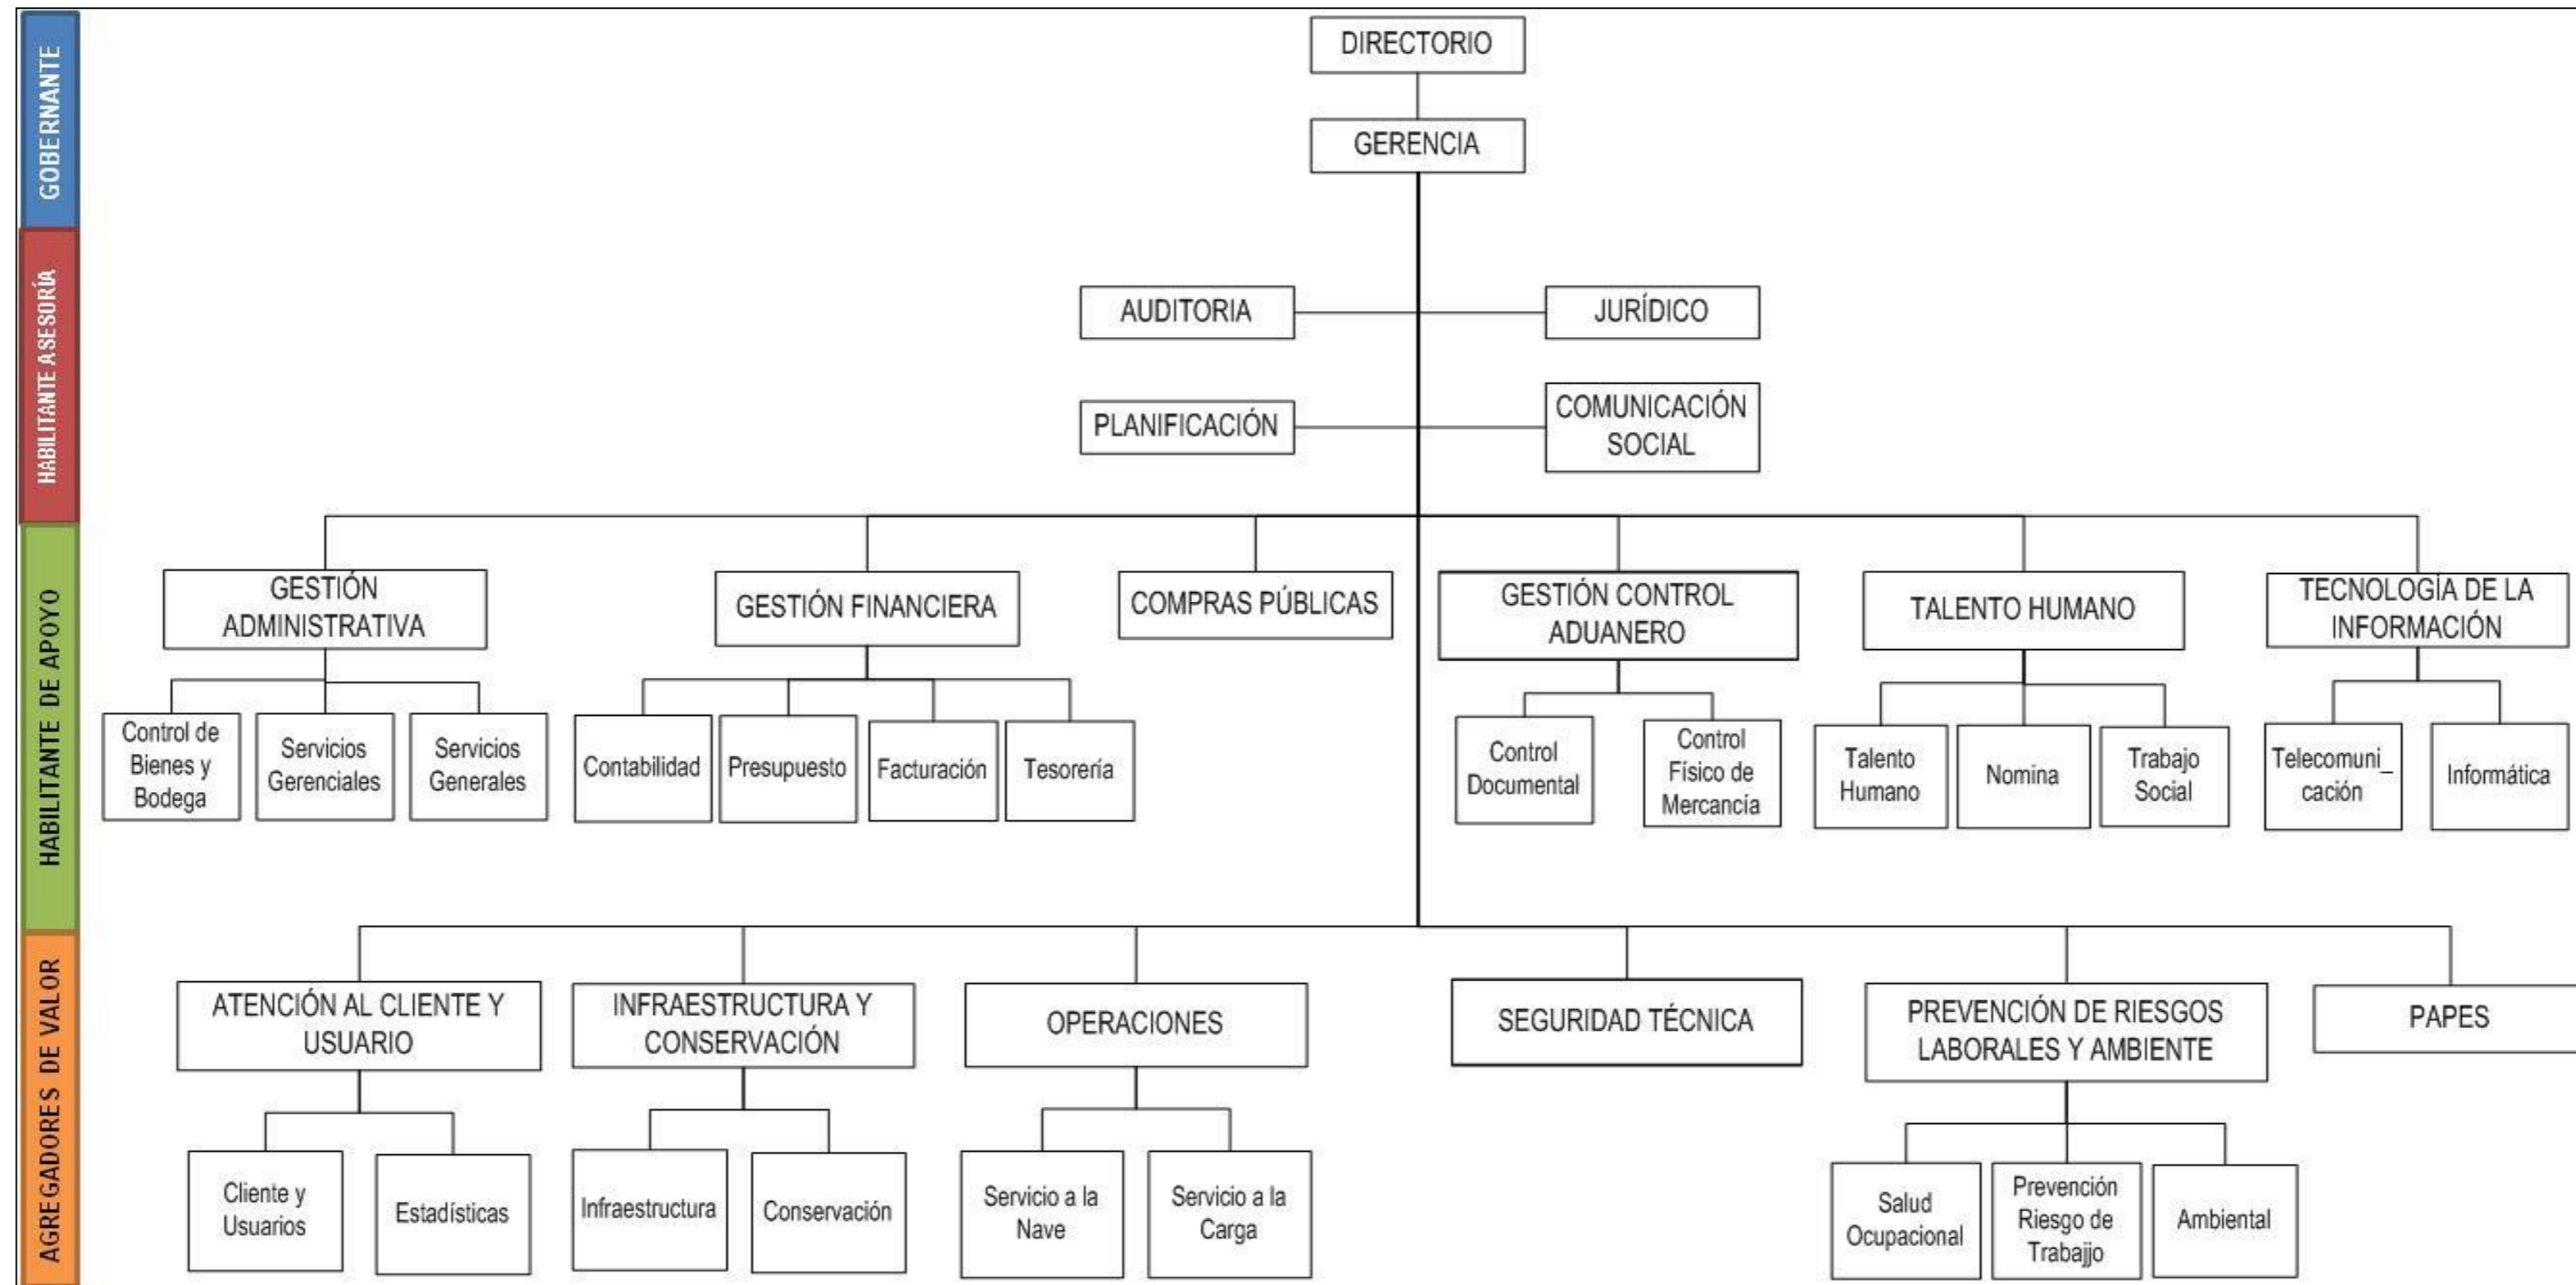 GOBERNANTE
DIRECTORIO
GERENCIA
HABILITANTE ASESORÍA
AUDITORIA
JURÍDICO
PLANIFICACIÓN
COMUNICACIÓN
SOCIAL
HABILITANTE DE APOYO
GESTIÓN
ADMINISTRATIVA
GESTIÓN FINANCIERA
COMPRAS PÚBLICAS
GESTIÓN CONTROL
ADUANERO
TALENTO HUMANO
TECNOLOGÍA DE LA
INFORMACIÓN
Control de
Bienes y
Bodega
Servicios
Gerenciales
Servicios
Generales
Contabilidad
Presupuesto
Facturación
Tesorería
Control
Documental
Control
Físico de
Mercancía
Talento
Humano
Nomina
Trabajo
Social
Telecomuni_
cación
Informática
AGREGADORES DE VALOR
ATENCIÓN AL CLIENTE Y
USUARIO
INFRAESTRUCTURA Y
CONSERVACIÓN
OPERACIONES
SEGURIDAD TÉCNICA
PREVENCIÓN DE RIESGOS
LABORALES Y AMBIENTE
PAPES
Cliente y
Usuarios
Estadísticas
Infraestructura
Conservación
Servicio a la
Nave
Servicio a la
Carga
Salud
Ocupacional
Prevención
Riesgo de
Trabajjo
Ambiental